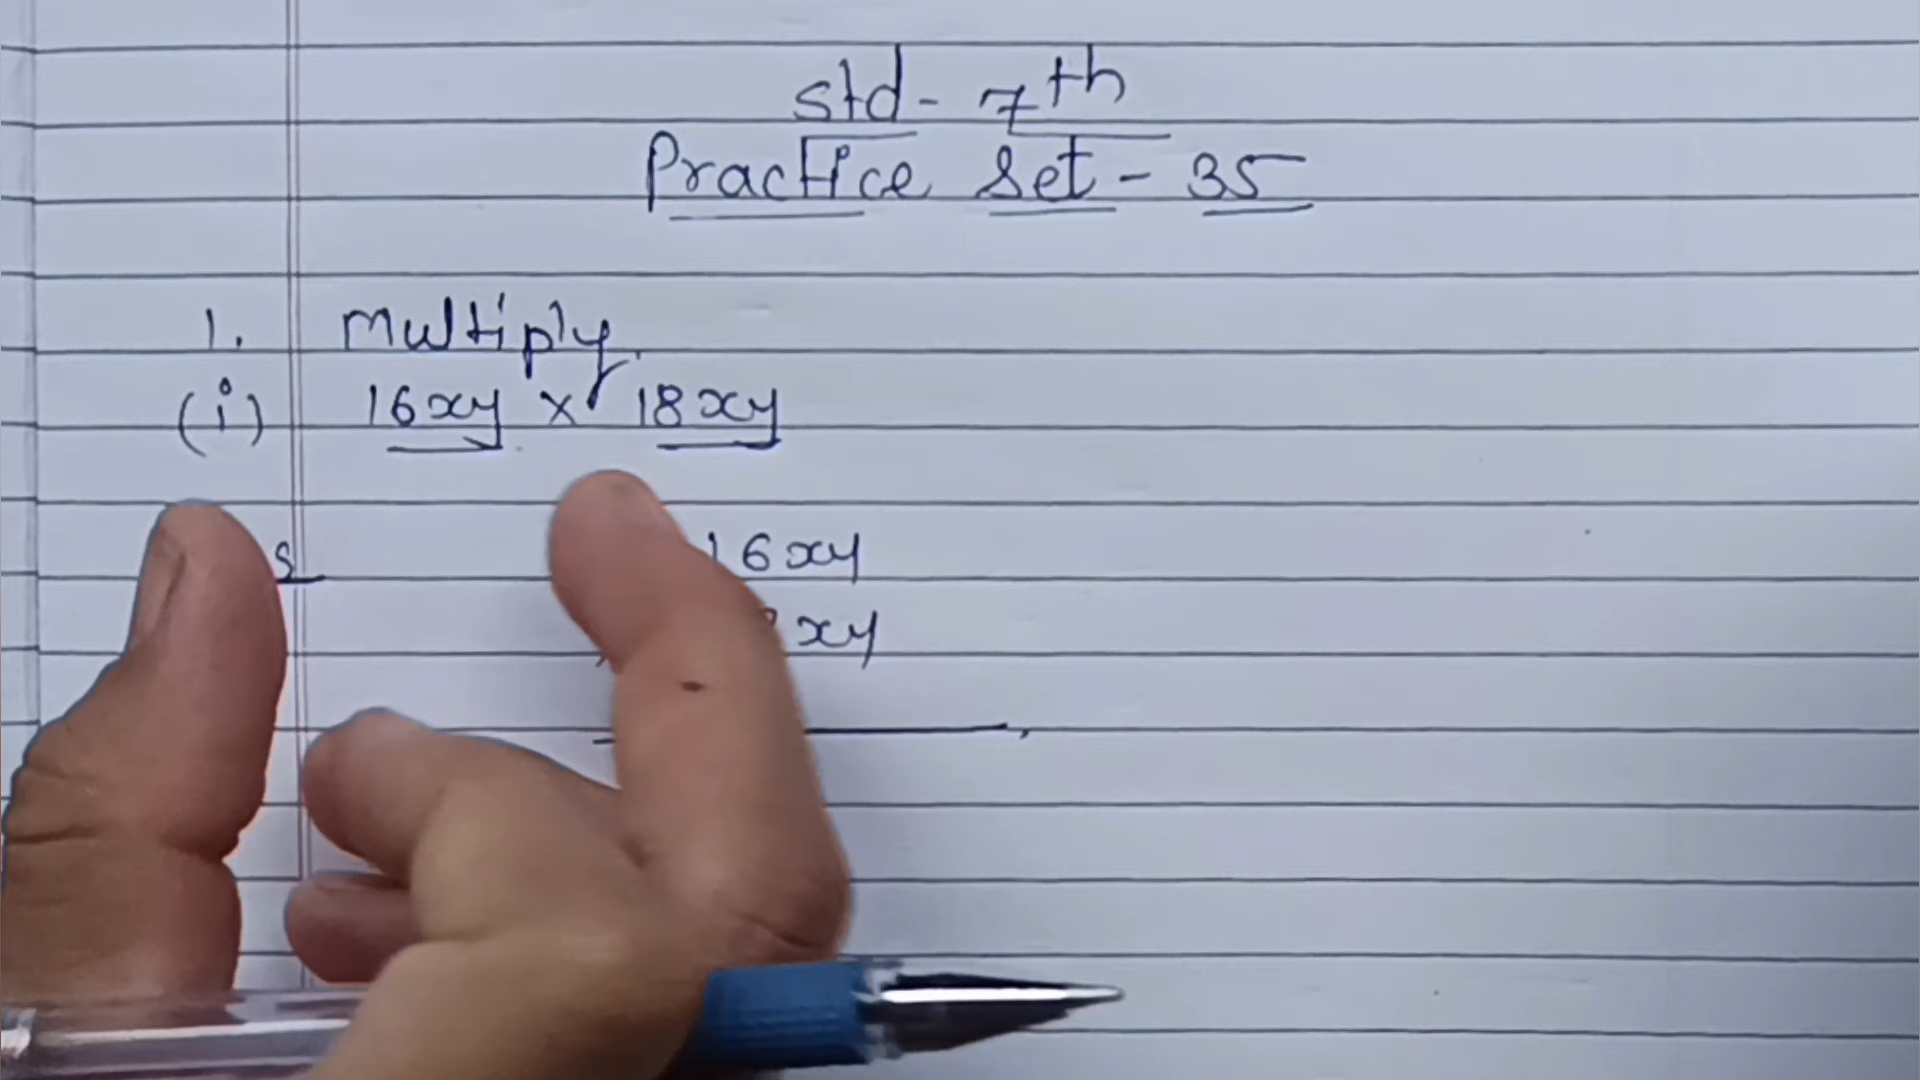 std - 7th
Practice Set - 35
1. Multiply.
(i) 16xy × 18xy
16xy
xy